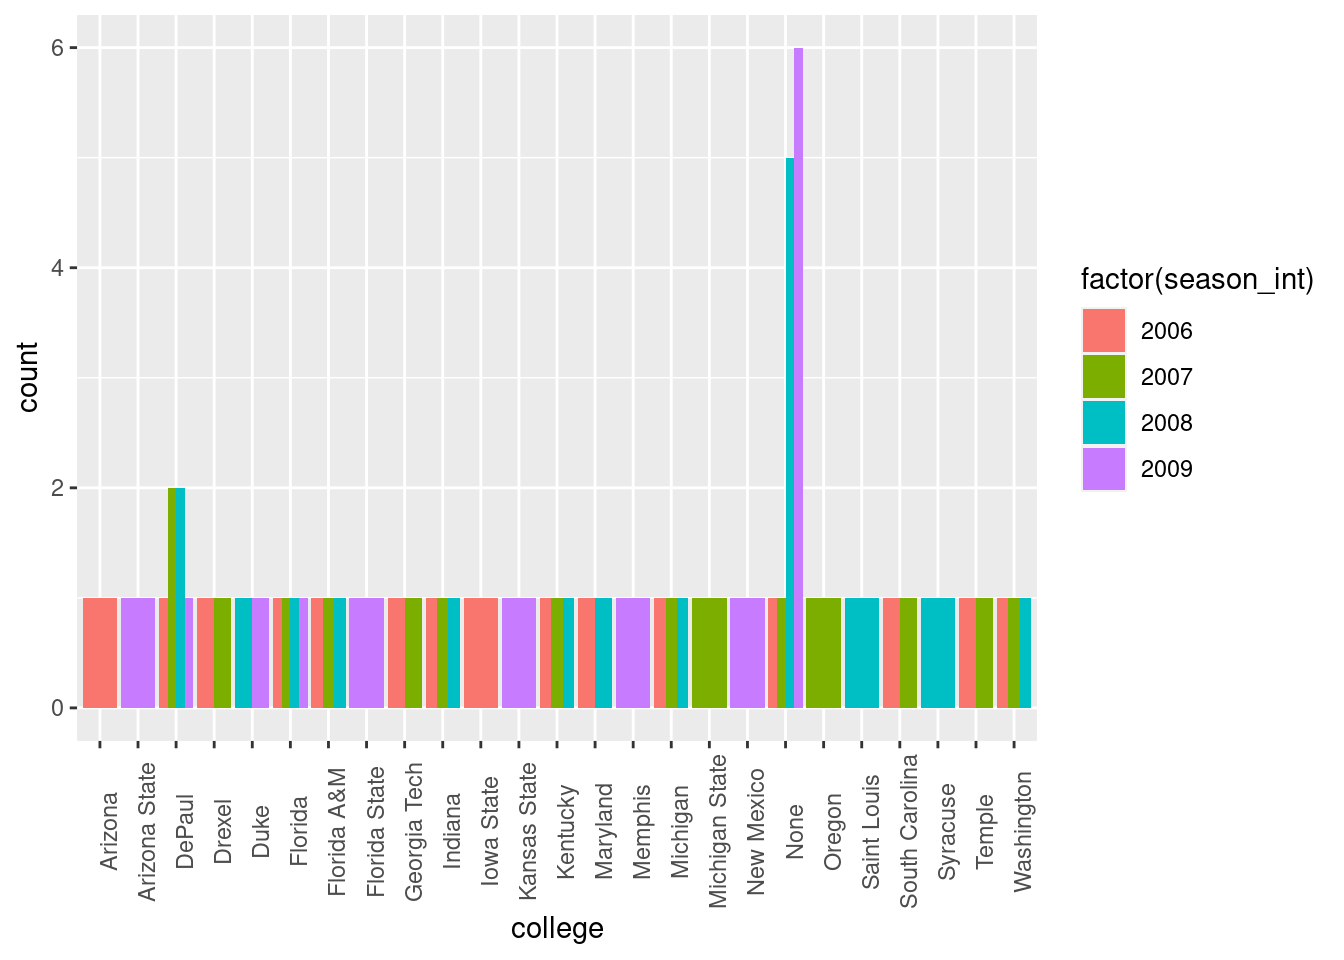 6
4
2
0
count
Arizona
Arizona State
DePaul
Drexel
Duke
Florida
Florida A&M
Florida State
Georgia Tech
Indiana
Iowa State
Kansas State
Kentucky
Maryland
Memphis
Michigan
Michigan State
New Mexico
None
Oregon
Saint Louis
South Carolina
Syracuse
Temple
Washington
college
factor(season_int)
2006
2007
2008
2009